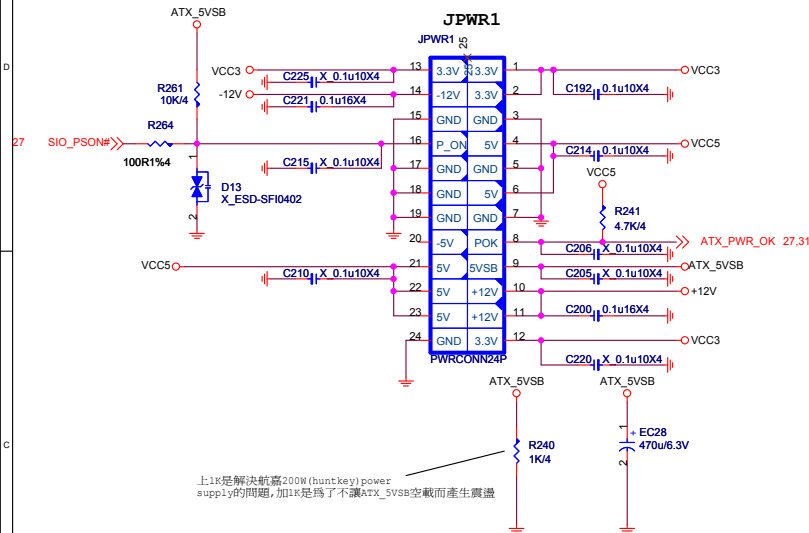 ATX_5VSB
JPWR1
JPWR1
25
25
D
VCC3
-12V
R261
10K/4
R264
27
SIO_PSON#
100R1%4
1
D13
X_ESD-SFI0402
2
C225 X_0.1u10X4
C221 0.1u16X4
C215 X_0.1u10X4
VCC5
C210 X_0.1u10X4
13 3.3V 3.3V 1
14 -12V 3.3V 2
15 GND GND 3
16 P_ON 5V 4
17 GND GND 5
18 GND 5V 6
19 GND GND 7
20 -5V POK 8
21 5V 5VSB 9
22 5V +12V 10
23 5V +12V 11
24 GND 3.3V 12
PWRCONN24P
VCC3
C192 0.1u10X4
VCC5
C214 0.1u10X4
VCC5
R241
4.7K/4
ATX_PWR_OK 27,31
C206 X_0.1u10X4
ATX_5VSB
C205 X_0.1u10X4
+12V
C200 0.1u16X4
VCC3
C220 X_0.1u10X4
ATX_5VSB
R240
1K/4
ATX_5VSB
1
+ EC28
470u/6.3V
2
C
上1K是解決航嘉200W(huntkey)power
supply的問題,加1K是爲了不讓ATX_5VSB空載而產生震盪